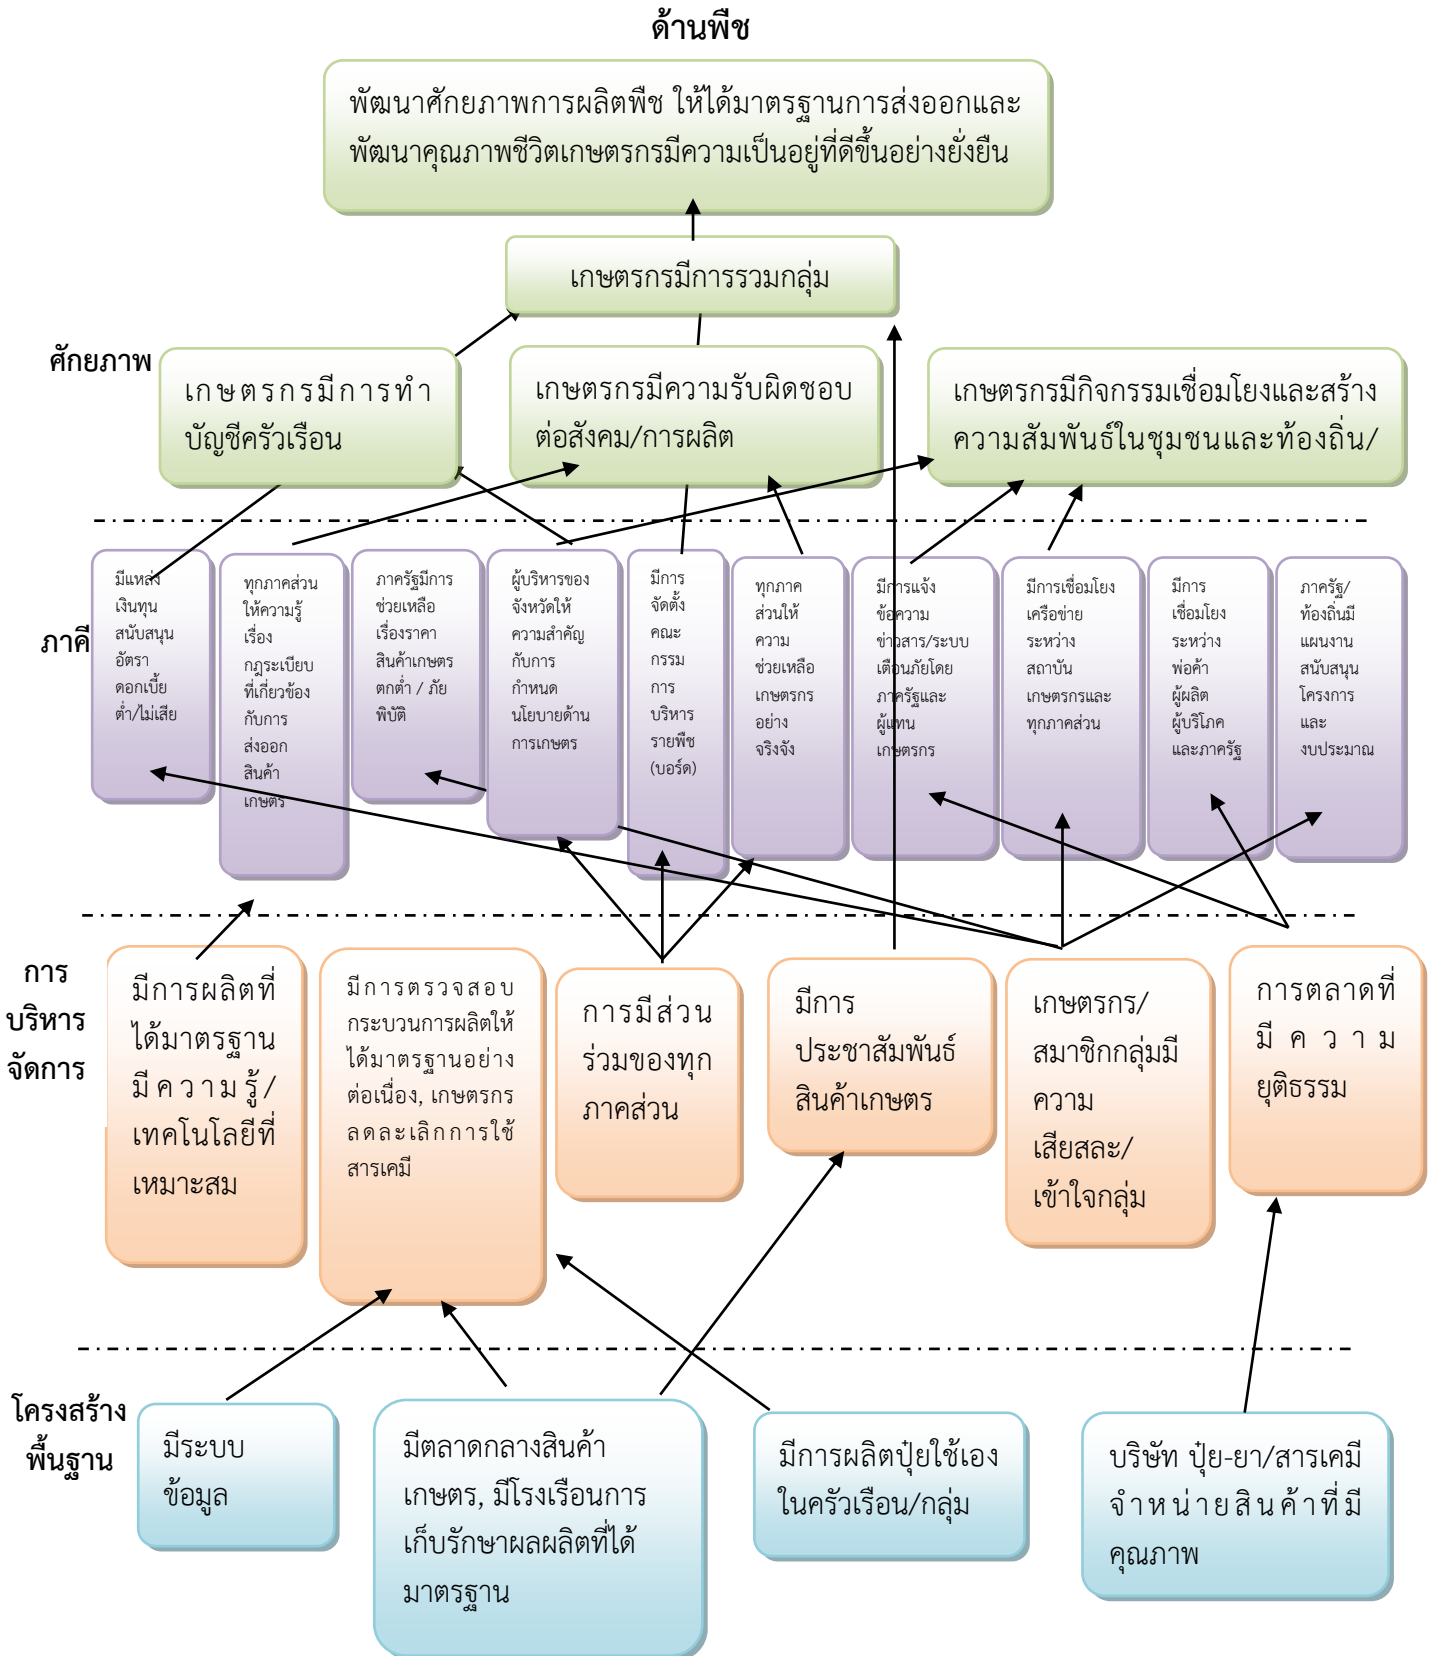 ด้านพืช
พัฒนาศักยภาพการผลิตพืช ให้ได้มาตรฐานการส่งออกและ
พัฒนาคุณภาพชีวิตเกษตรกรมีความเป็นอยู่ที่ดีขึ้นอย่างยั่งยืน
เกษตรกรมีการรวมกลุ่ม
ศักยภาพ
เกษตรกรมีการทำ
บัญชีครัวเรือน
เกษตรกรมีความรับผิดชอบ
ต่อสังคม/การผลิต
เกษตรกรมีกิจกรรมเชื่อมโยงและสร้าง
ความสัมพันธ์ในชุมชนและท้องถิ่น/
ภาคี
มีแหล่ง
เงินทุน
สนับสนุน
อัตรา
ดอกเบี้ย
ต่ำ/ไม่เสีย
ทุกภาคส่วน
ให้ความรู้
เรื่อง
กฎระเบียบ
ที่เกี่ยวข้อง
กับการ
ส่งออก
สินค้า
เกษตร
ภาครัฐมีการ
ช่วยเหลือ
เรื่องราคา
สินค้าเกษตร
ตกต่ำ / ภัย
พิบัติ
ผู้บริหารของ
จังหวัดให้
ความสำคัญ
กับการ
กำหนด
นโยบายด้าน
การเกษตร
มีการ
จัดตั้ง
คณะ
กรรม
การ
บริหาร
รายพืช
(บอร์ด)
ทุกภาค
ส่วนให้
ความ
ช่วยเหลือ
เกษตรกร
อย่าง
จริงจัง
มีการแจ้ง
ข้อความ
ข่าวสาร/ระบบ
เตือนภัยโดย
ภาครัฐและ
ผู้แทน
เกษตรกร
มีการเชื่อมโยง
เครือข่าย
ระหว่าง
สถาบัน
เกษตรกรและ
ทุกภาคส่วน
มีการ
เชื่อมโยง
ระหว่าง
พ่อค้า
ผู้ผลิต
ผู้บริโภค
และภาครัฐ
ภาครัฐ/
ท้องถิ่นมี
แผนงาน
สนับสนุน
โครงการ
และ
งบประมาณ
การ
บริหาร
จัดการ
มีการผลิตที่
ได้มาตรฐาน
มีความรู้/
เทคโนโลยีที่
เหมาะสม
มีการตรวจสอบ
กระบวนการผลิตให้
ได้มาตรฐานอย่าง
ต่อเนื่อง, เกษตรกร
ลดละเลิกการใช้
สารเคมี
การมีส่วน
ร่วมของทุก
ภาคส่วน
มีการ
ประชาสัมพันธ์
สินค้าเกษตร
เกษตรกร/
สมาชิกกลุ่มมี
ความ
เสียสละ/
เข้าใจกลุ่ม
การตลาดที่
มีความ
ยุติธรรม
โครงสร้าง
พื้นฐาน
มีระบบ
ข้อมูล
มีตลาดกลางสินค้า
เกษตร, มีโรงเรือนการ
เก็บรักษาผลผลิตที่ได้
มาตรฐาน
มีการผลิตปุ๋ยใช้เอง
ในครัวเรือน/กลุ่ม
บริษัท ปุ๋ย-ยา/สารเคมี
จำหน่ายสินค้าที่มี
คุณภาพ